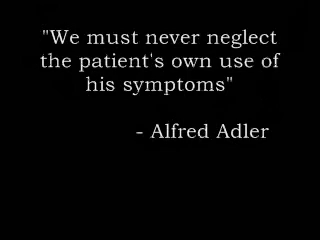 "We must never neglect
the patient's own use of
his symptoms"
- Alfred Adler